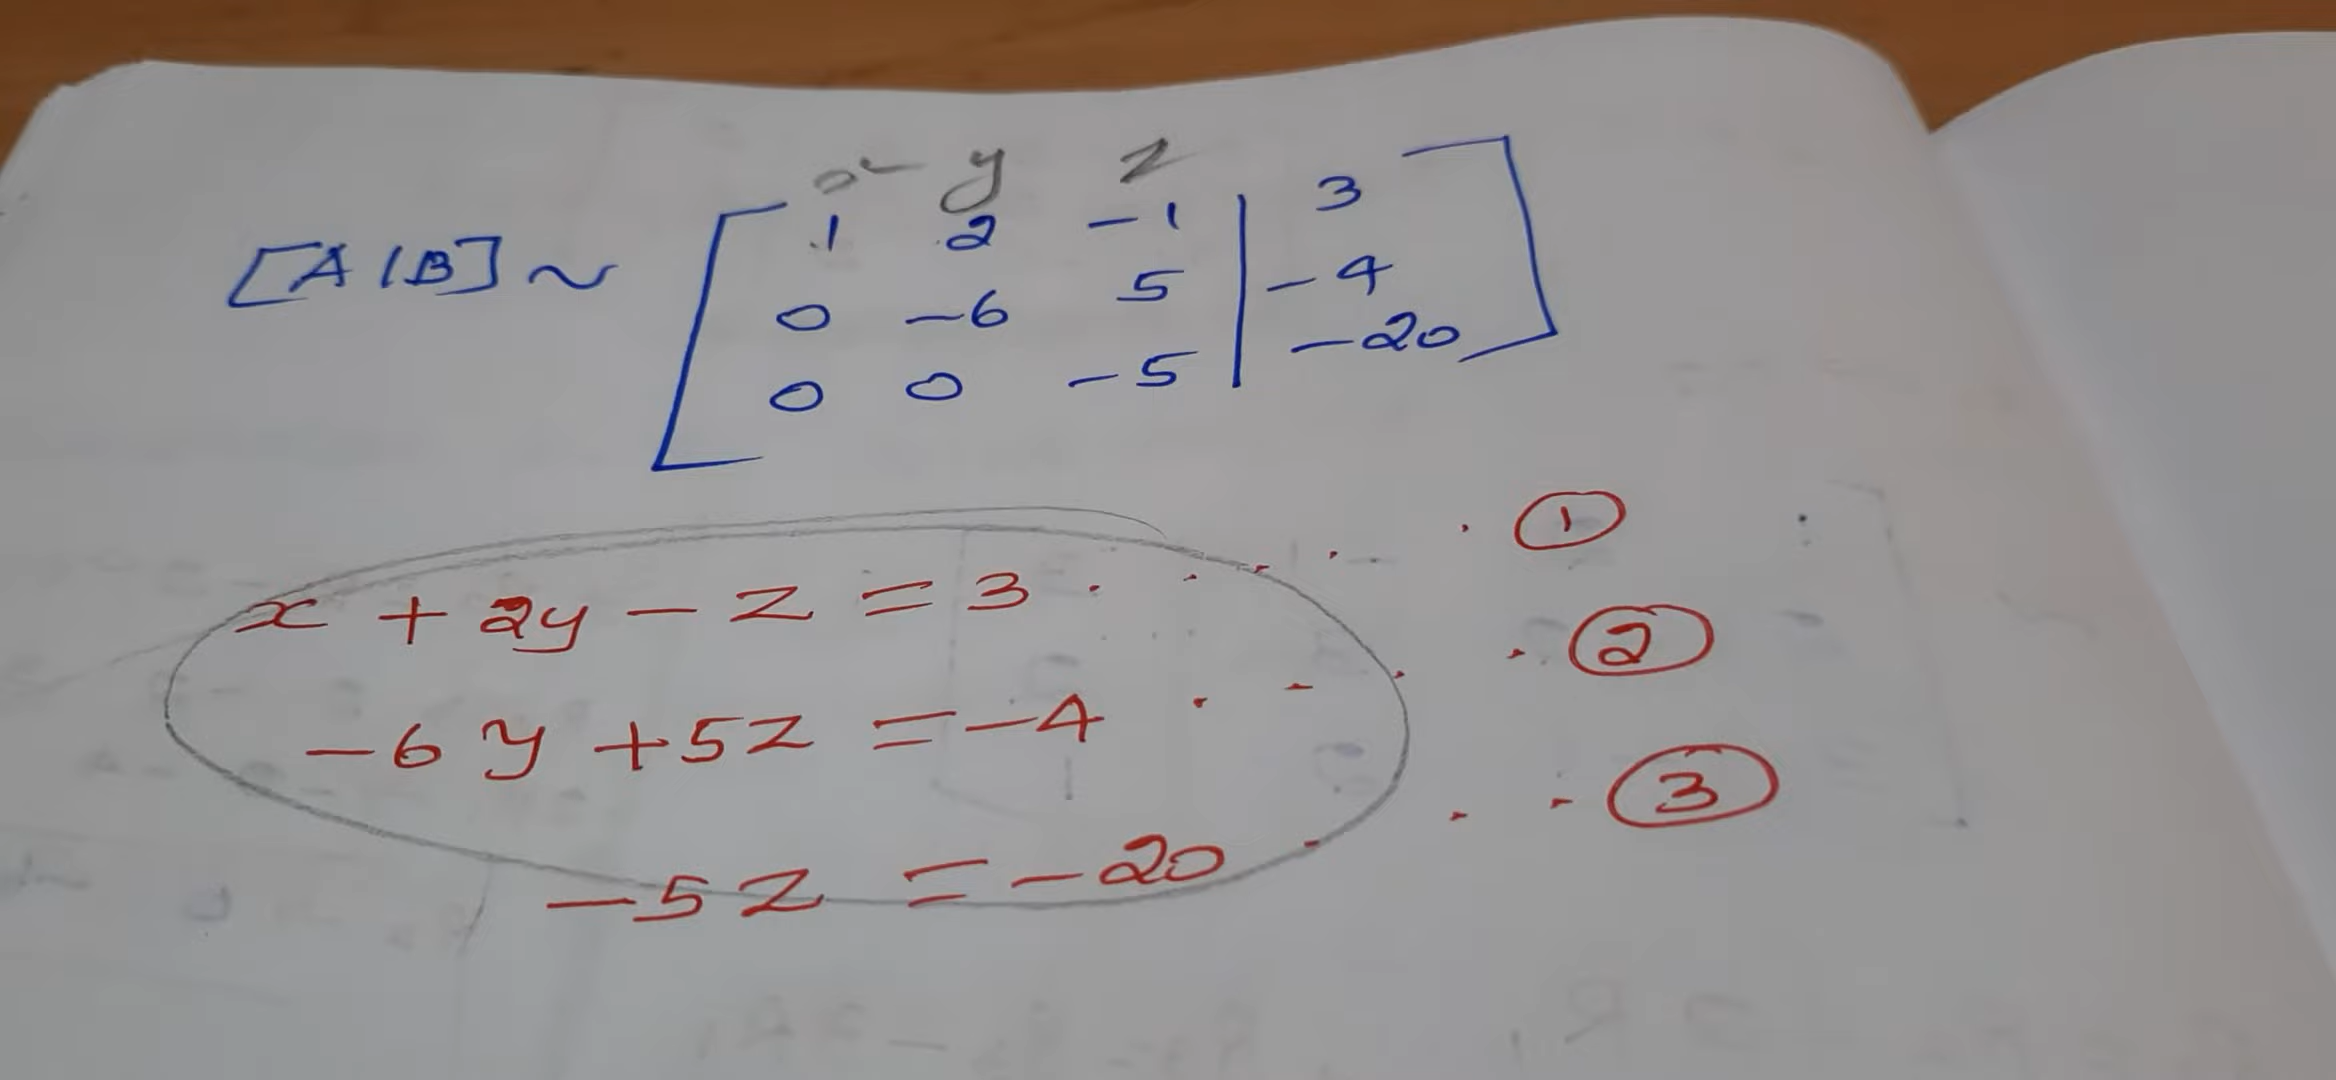 x y z
[A|B] ~ [ 1 2 -1 | 3
0 -6 5 | -4
0 0 -5 | -20 ]
x + 2y - z = 3 . . . . . ①
-6y + 5z = -4 . . . . ②
-5z = -20 . . . ③